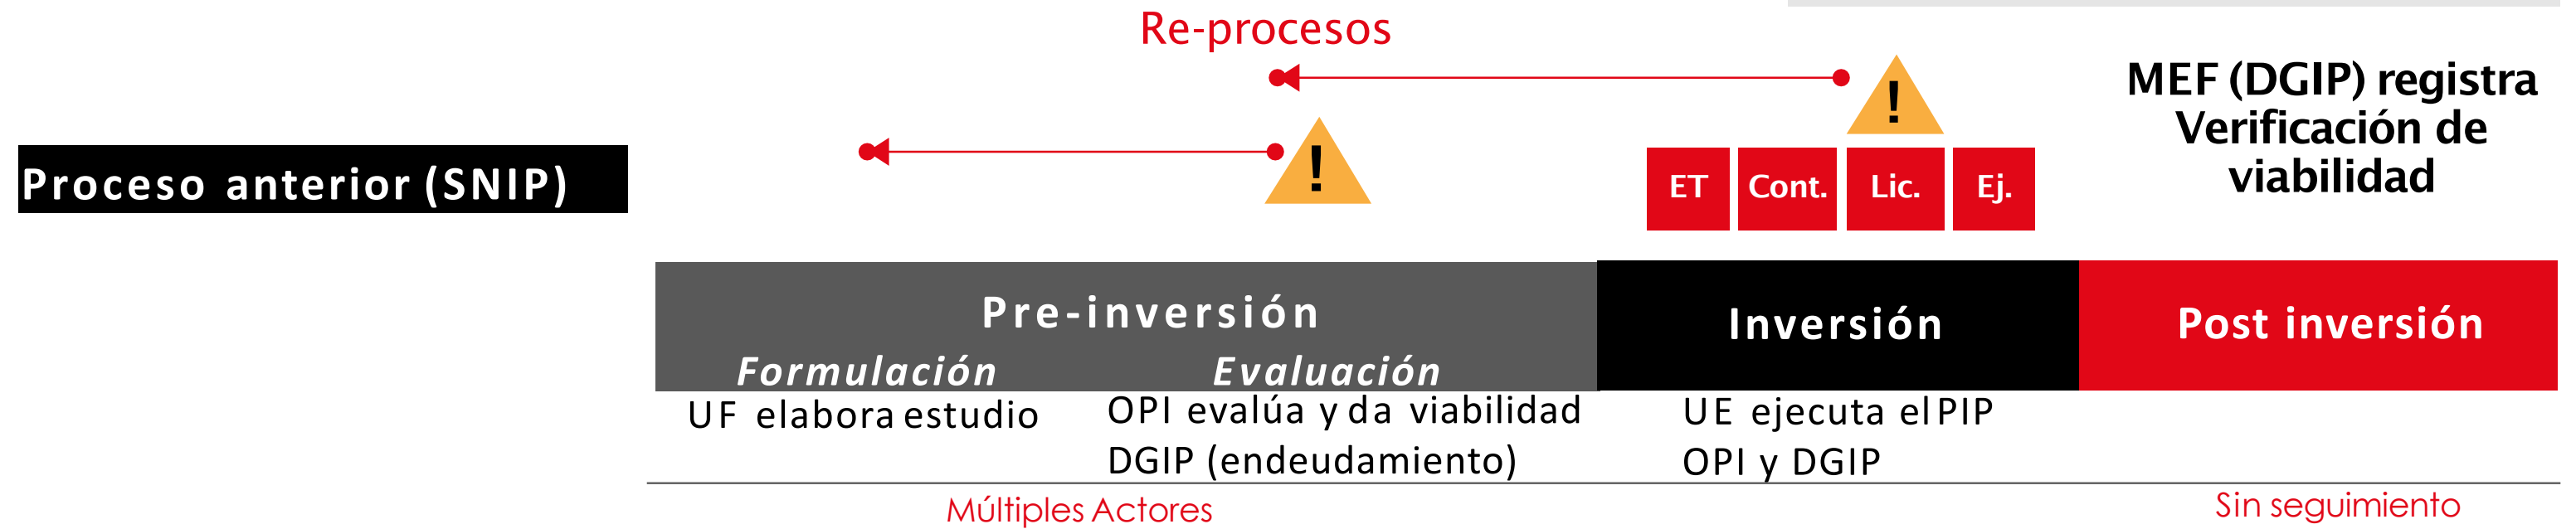 Re-procesos
!
MEF (DGIP) registra
Verificación de
viabilidad
!
Proceso anterior (SNIP)
ET Cont. Lic. Ej.
Pre-inversión
Formulación Evaluación
Inversión
Post inversión
UF elabora estudio
OPI evalúa y da viabilidad
DGIP (endeudamiento)
UE ejecuta el PIP
OPI y DGIP
Múltiples Actores
Sin seguimiento